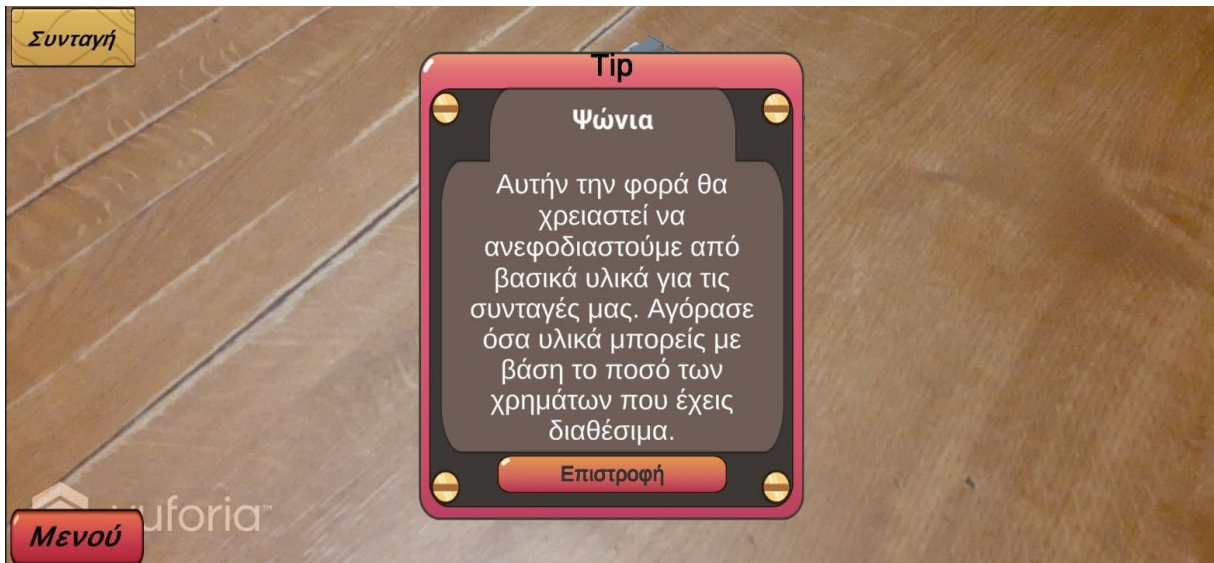 Συνταγή
Tip
Ψώνια
Αυτήν την φορά θα
χρειαστεί να
ανεφοδιαστούμε από
βασικά υλικά για τις
συνταγές μας. Αγόρασε
όσα υλικά μπορείς με
βάση το ποσό των
χρημάτων που έχεις
διαθέσιμα.
Επιστροφή
vuforia™
Μενού